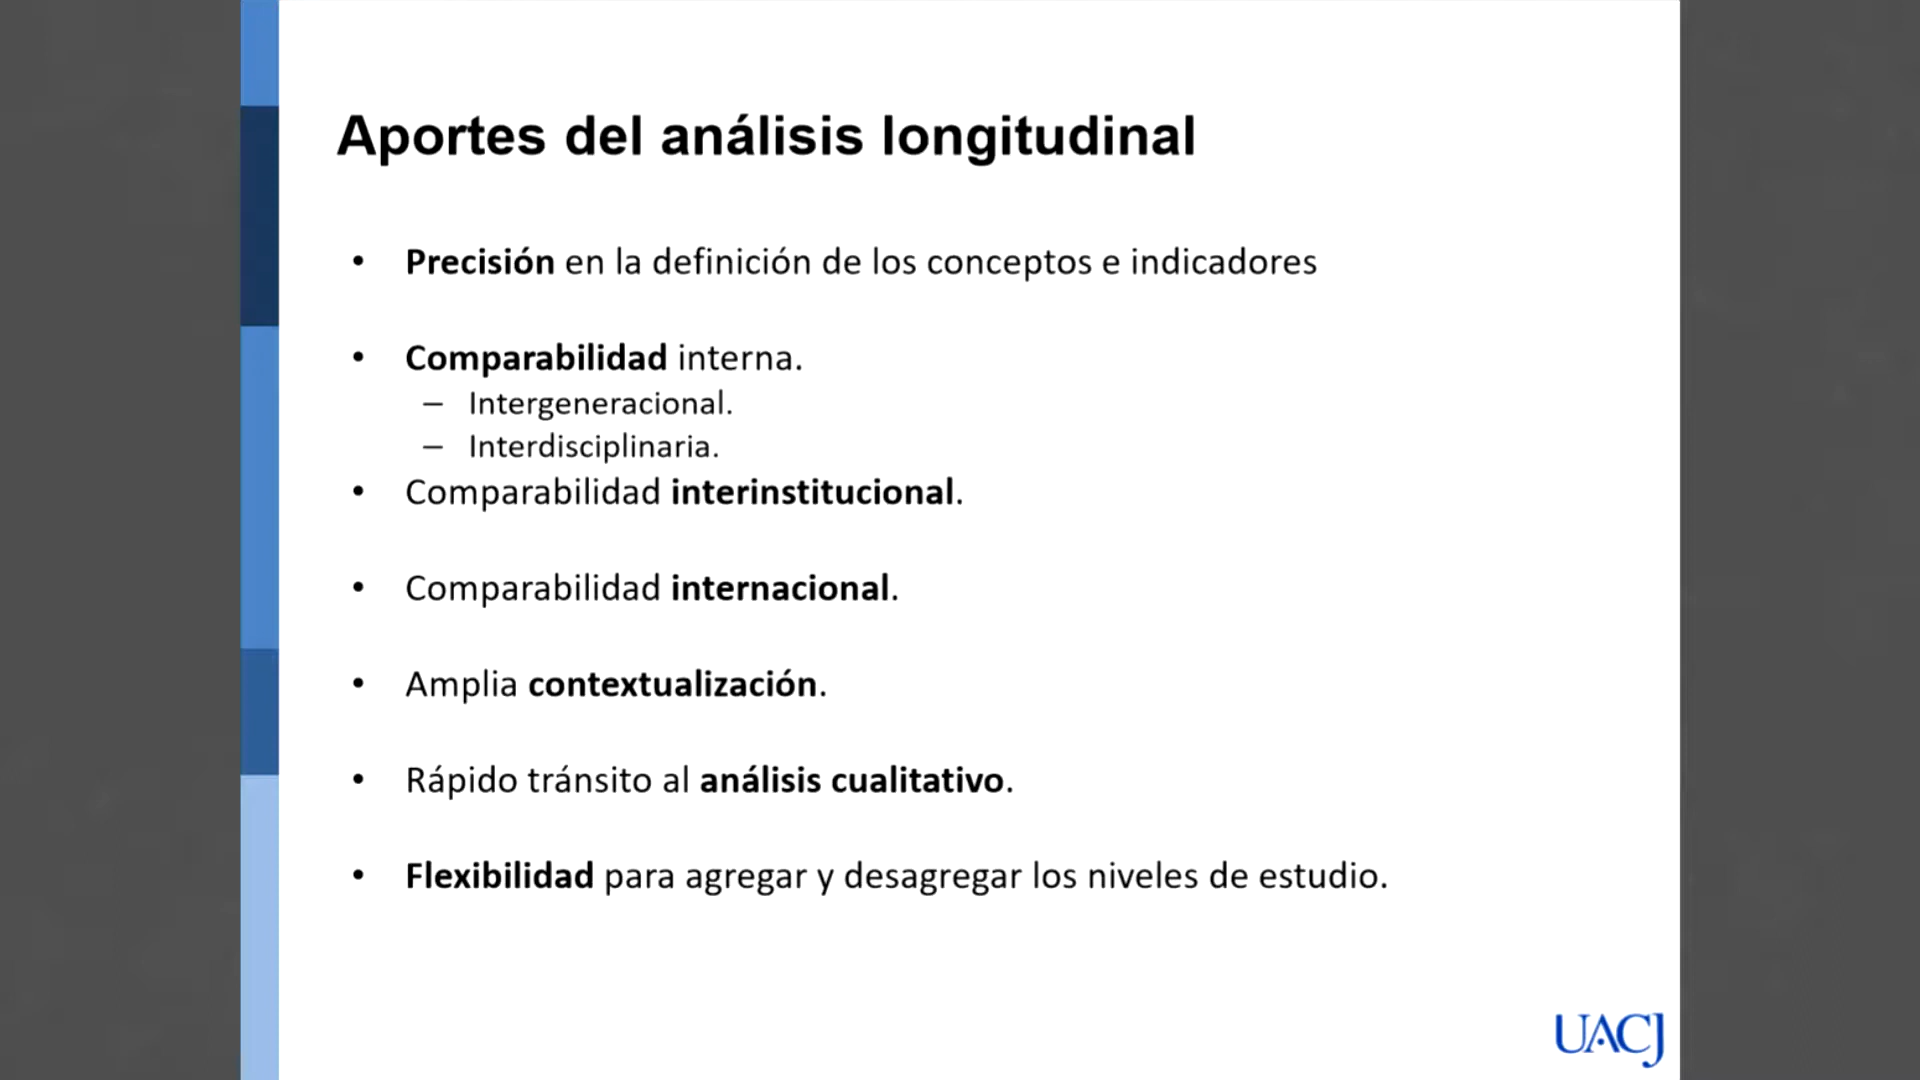 Aportes del análisis longitudinal
• Precisión en la definición de los conceptos e indicadores
• Comparabilidad interna.
– Intergeneracional.
– Interdisciplinaria.
• Comparabilidad interinstitucional.
• Comparabilidad internacional.
• Amplia contextualización.
• Rápido tránsito al análisis cualitativo.
• Flexibilidad para agregar y desagregar los niveles de estudio.
UACJ